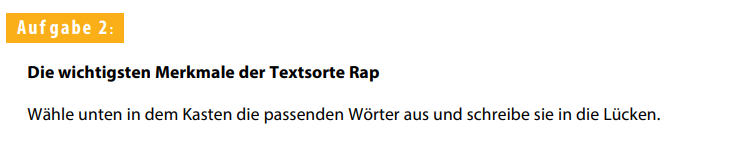 Aufgabe 2:
Die wichtigsten Merkmale der Textsorte Rap
Wähle unten in dem Kasten die passenden Wörter aus und schreibe sie in die Lücken.